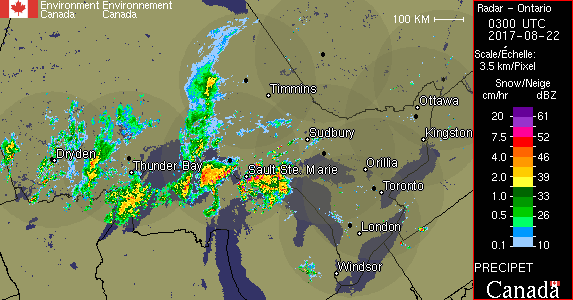 Environment Environnement
Canada Canada
100 KM
Timmins
Ottawa
Sudbury
Kingston
Dryden
Thunder Bay
Sault Ste. Marie
Orillia
Toronto
London
Windsor
Radar - Ontario
0300 UTC
2017-08-22
Scale/Échelle:
3.5 km/Pixel
Snow/Neige
cm/hr dBZ
20 61
7.5 52
4.0 46
2.0 39
1.0 33
0.5 26
0.1 10
PRECIPET
Canada